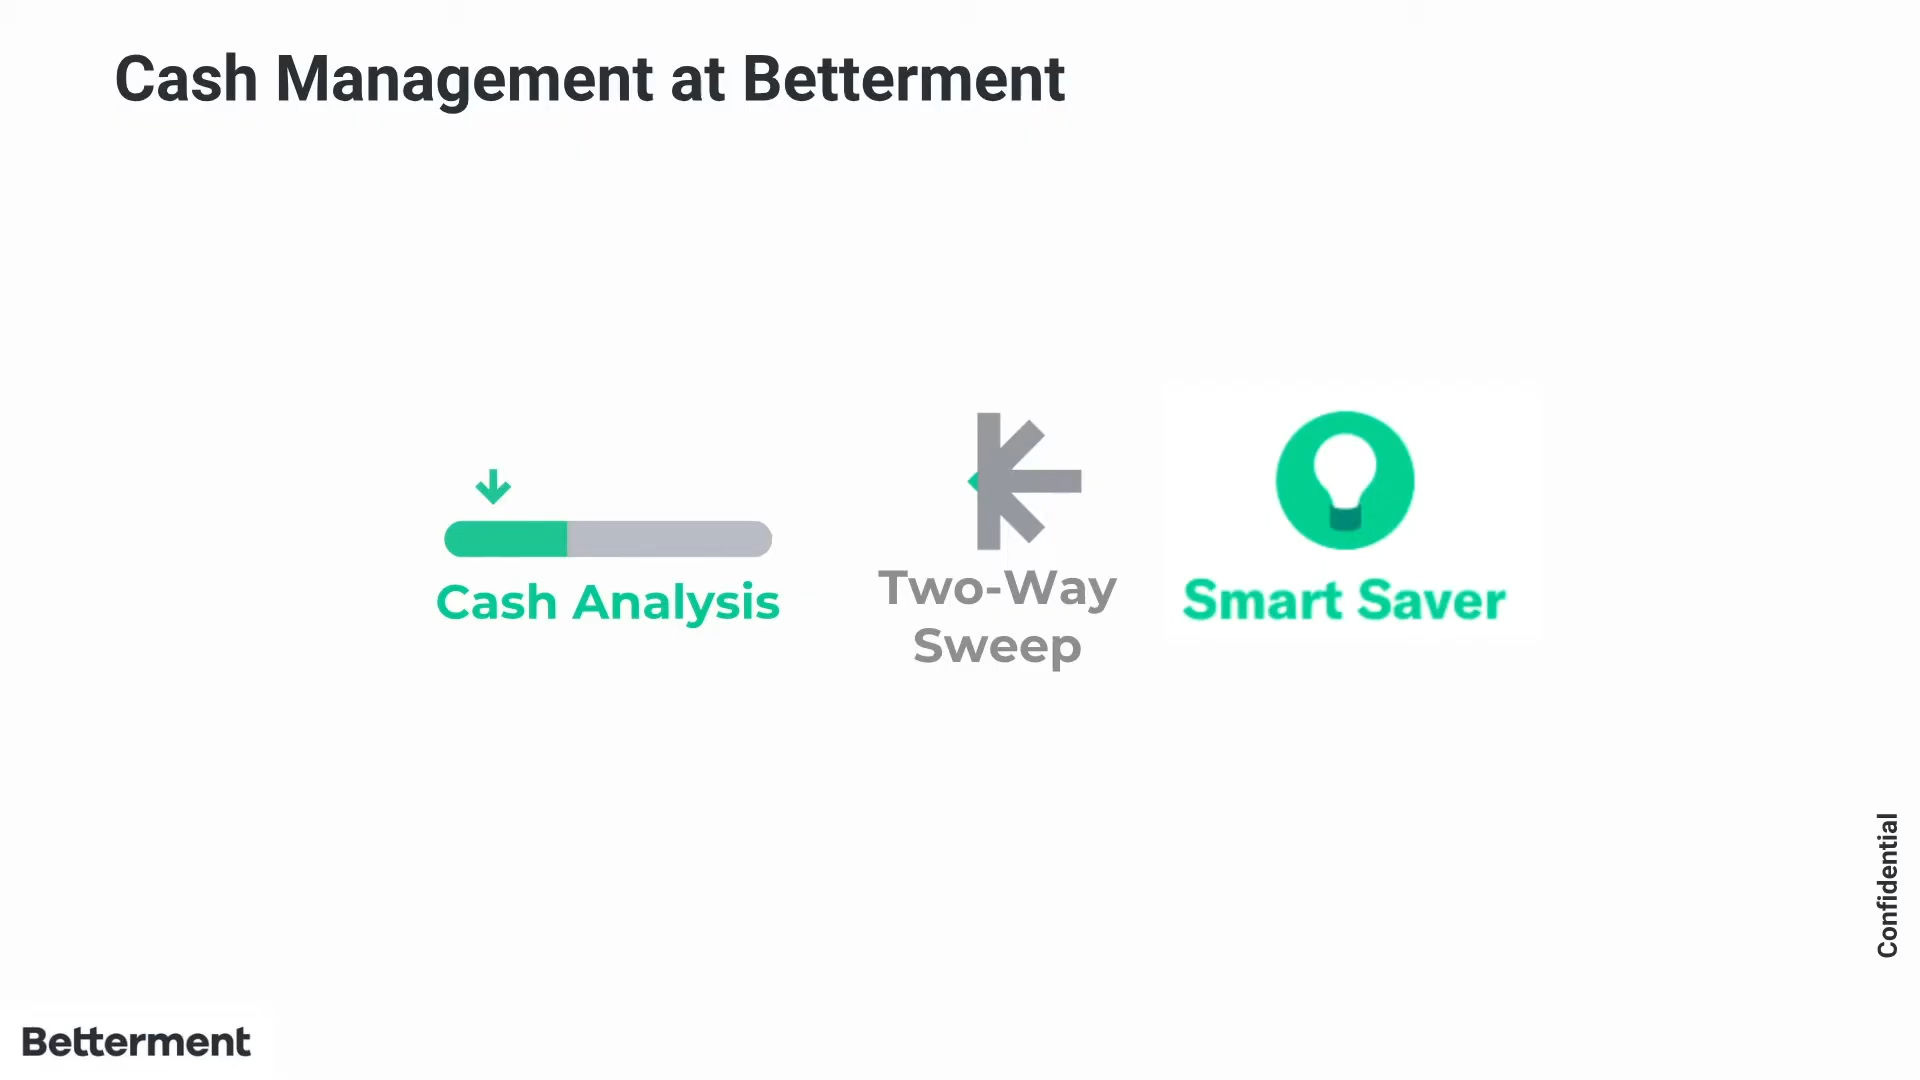 Cash Management at Betterment
Cash Analysis
Two-Way
Sweep
Smart Saver
Confidential
Betterment